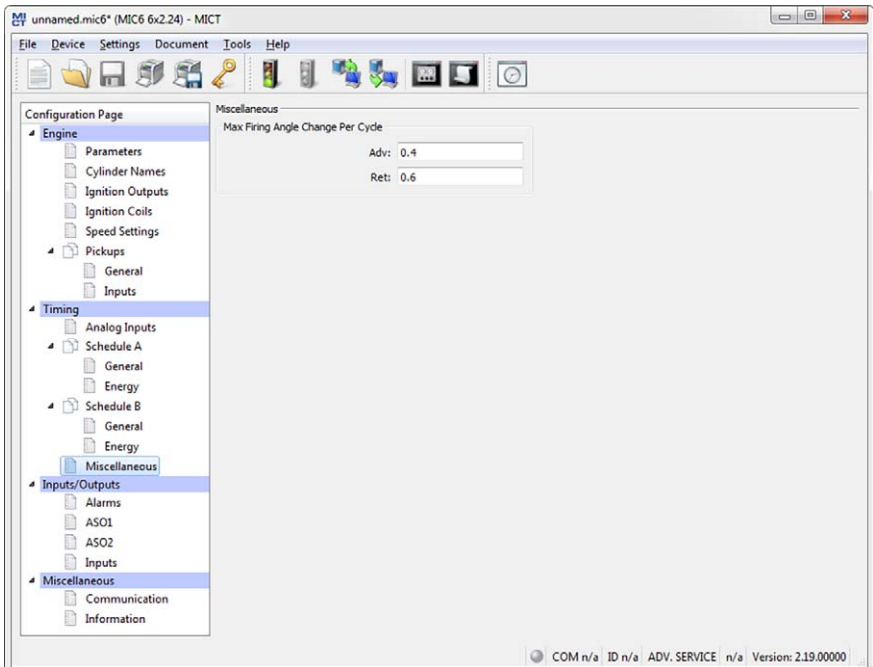 MICT unnamed.mic6* (MIC6 6x2.24) - MICT
File Device Settings Document Tools Help
Configuration Page
Engine
Parameters
Cylinder Names
Ignition Outputs
Ignition Coils
Speed Settings
Pickups
General
Inputs
Timing
Analog Inputs
Schedule A
General
Energy
Schedule B
General
Energy
Miscellaneous
Inputs/Outputs
Alarms
ASO1
ASO2
Inputs
Miscellaneous
Communication
Information
Miscellaneous
Max Firing Angle Change Per Cycle
Adv: 0.4
Ret: 0.6
COM n/a ID n/a ADV. SERVICE n/a Version: 2.19.00000